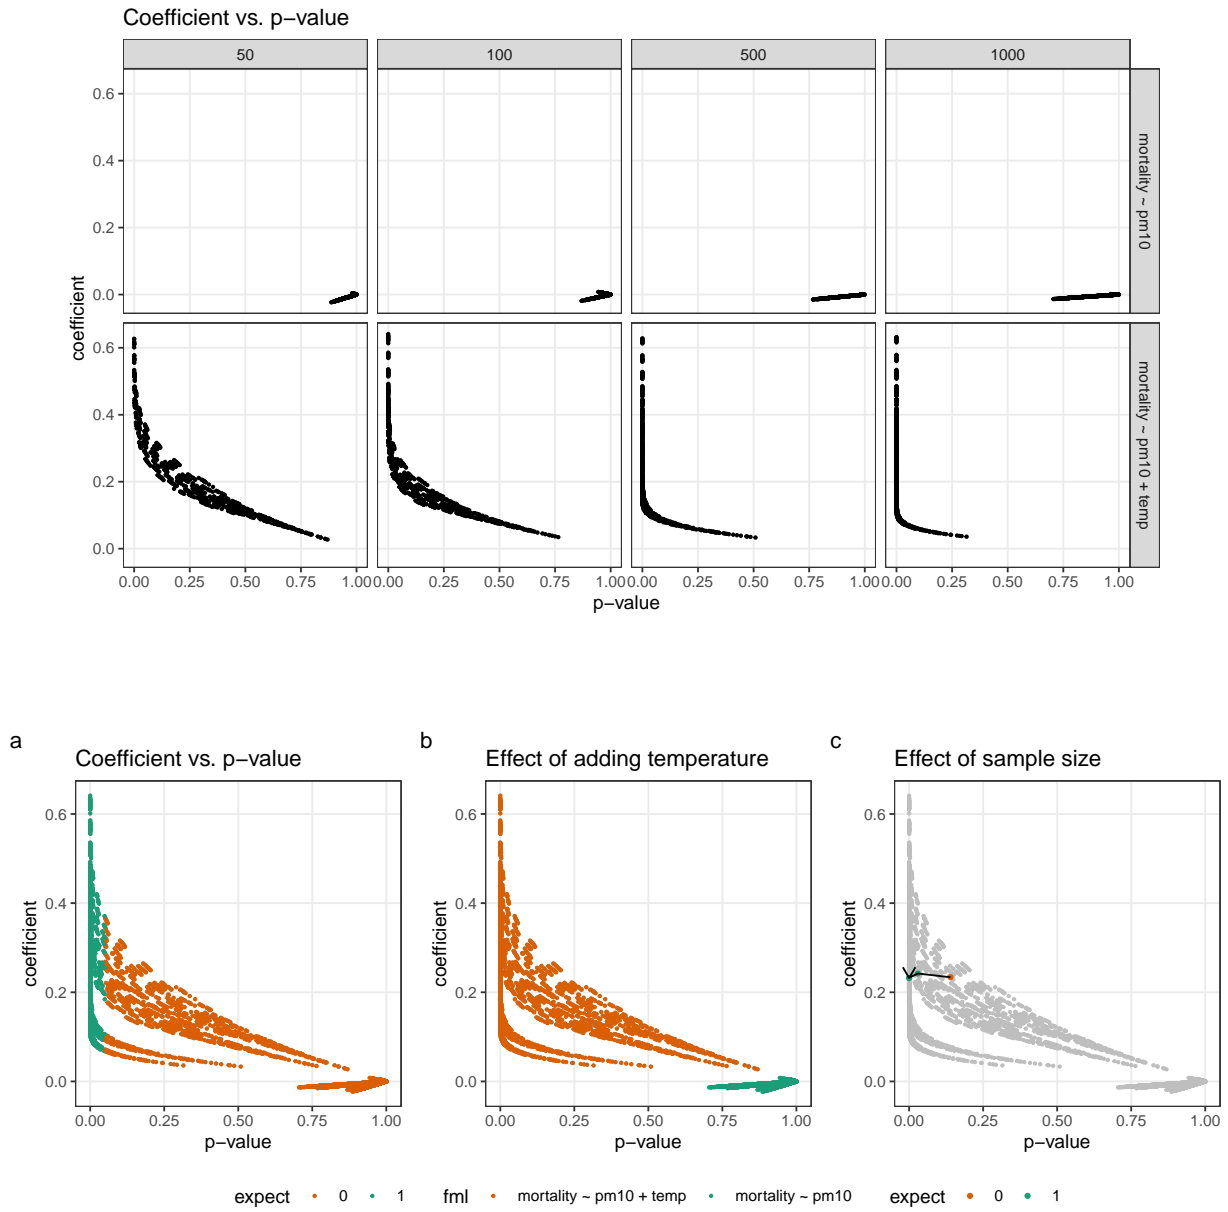 Coefficient vs. p−value
50 100 500 1000
0.6
0.4
0.2
0.0
mortality ~ pm10
coefficient
0.6
0.4
0.2
0.0
mortality ~ pm10 + temp
0.00 0.25 0.50 0.75 1.00 0.00 0.25 0.50 0.75 1.00 0.00 0.25 0.50 0.75 1.00 0.00 0.25 0.50 0.75 1.00
p−value
a
Coefficient vs. p−value
0.6
0.4
0.2
0.0
coefficient
0.00 0.25 0.50 0.75 1.00
p−value
b
Effect of adding temperature
0.6
0.4
0.2
0.0
coefficient
0.00 0.25 0.50 0.75 1.00
p−value
c
Effect of sample size
0.6
0.4
0.2
0.0
coefficient
0.00 0.25 0.50 0.75 1.00
p−value
expect 0 1 fml mortality ~ pm10 + temp mortality ~ pm10 expect 0 1